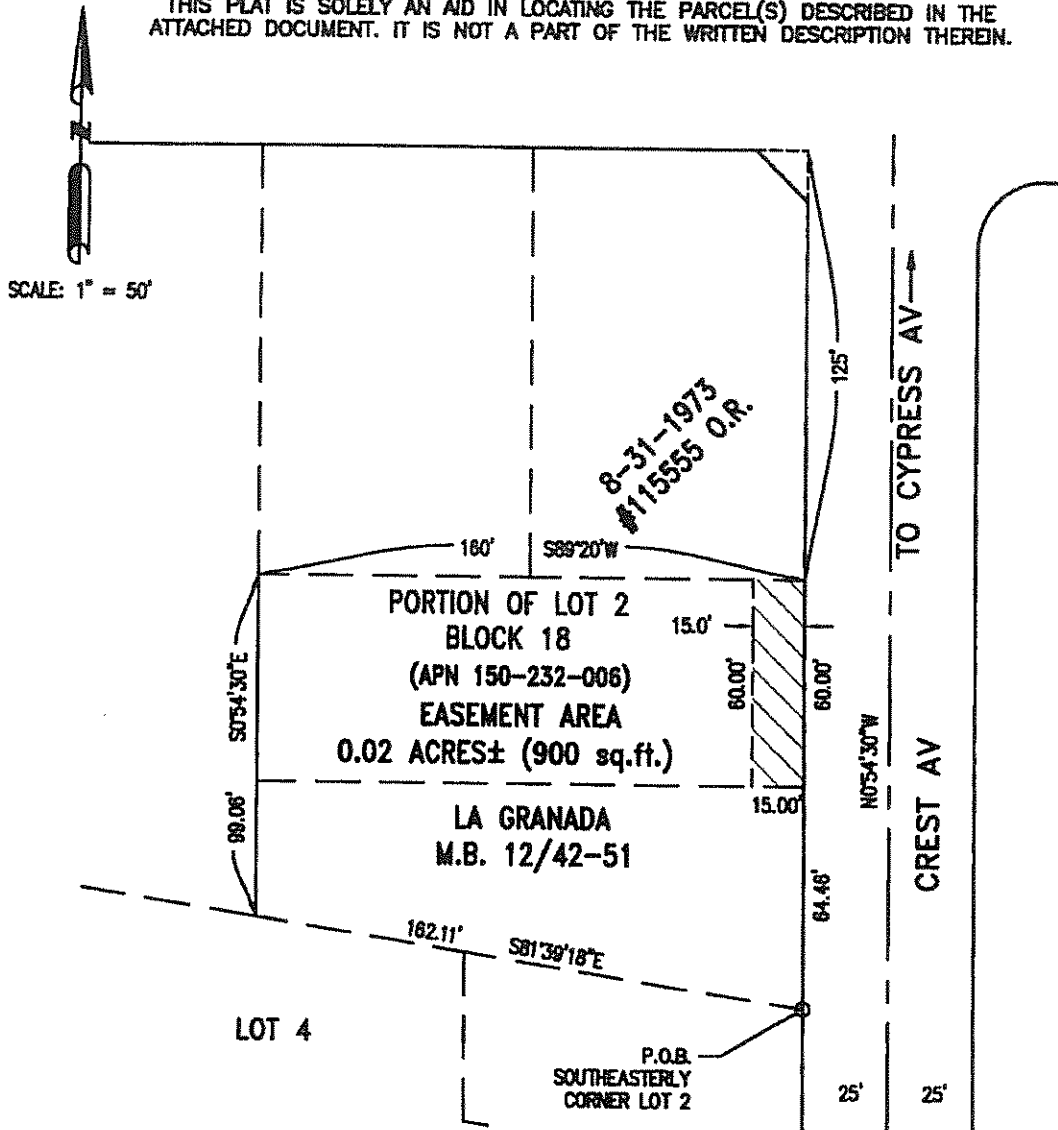 THIS PLAT IS SOLELY AN AID IN LOCATING THE PARCEL(S) DESCRIBED IN THE
ATTACHED DOCUMENT. IT IS NOT A PART OF THE WRITTEN DESCRIPTION THEREIN.
N
SCALE: 1" = 50'
125'
TO CYPRESS AV
8-31-1973
#115555 O.R.
160'
S89°20'W
PORTION OF LOT 2
BLOCK 18
(APN 150-232-006)
EASEMENT AREA
0.02 ACRES± (900 sq.ft.)
15.0'
60.00'
60.00'
S0°54'30"E
N0°54'30"W
15.00'
LA GRANADA
M.B. 12/42-51
99.06'
CREST AV
64.46'
162.11'
S81°39'18"E
LOT 4
P.O.B.
SOUTHEASTERLY
CORNER LOT 2
25'
25'